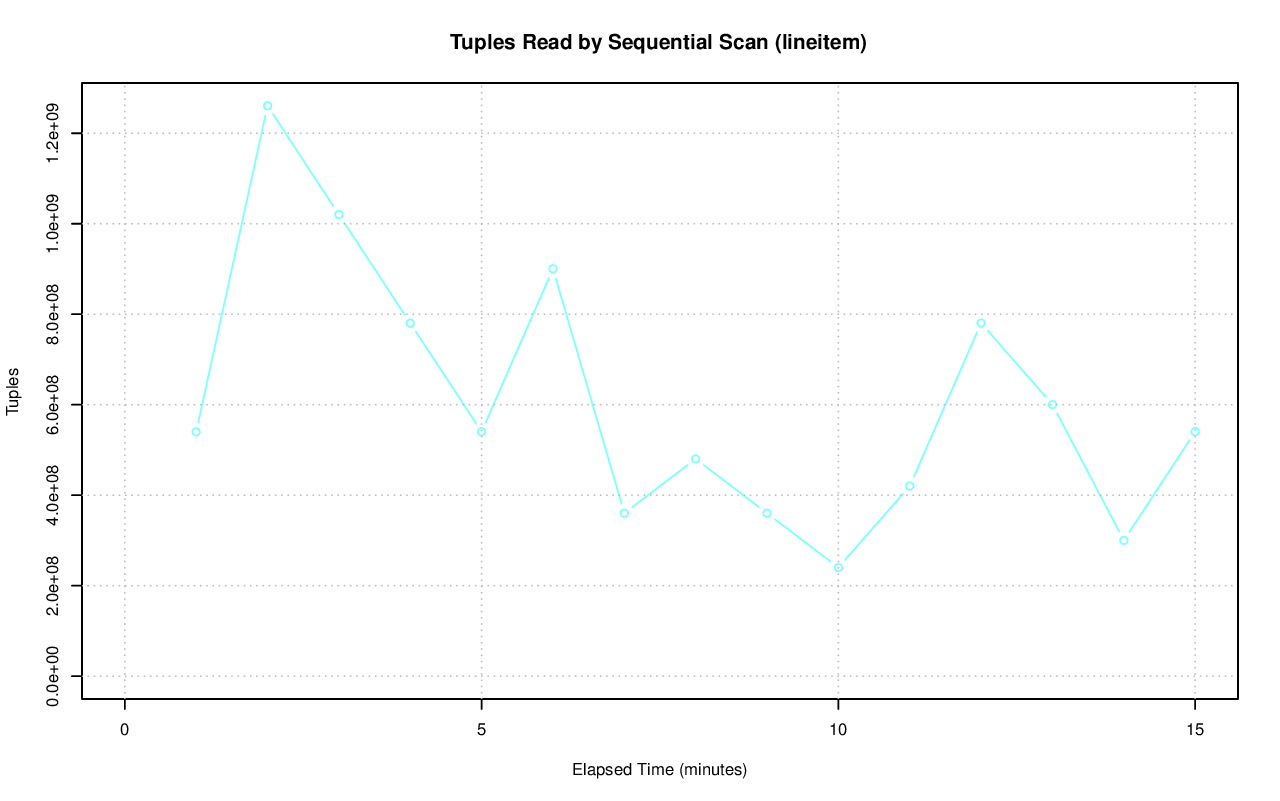 Tuples Read by Sequential Scan (lineitem)
Tuples
1.2e+09
1.0e+09
8.0e+08
6.0e+08
4.0e+08
2.0e+08
0.0e+00
0 5 10 15
Elapsed Time (minutes)